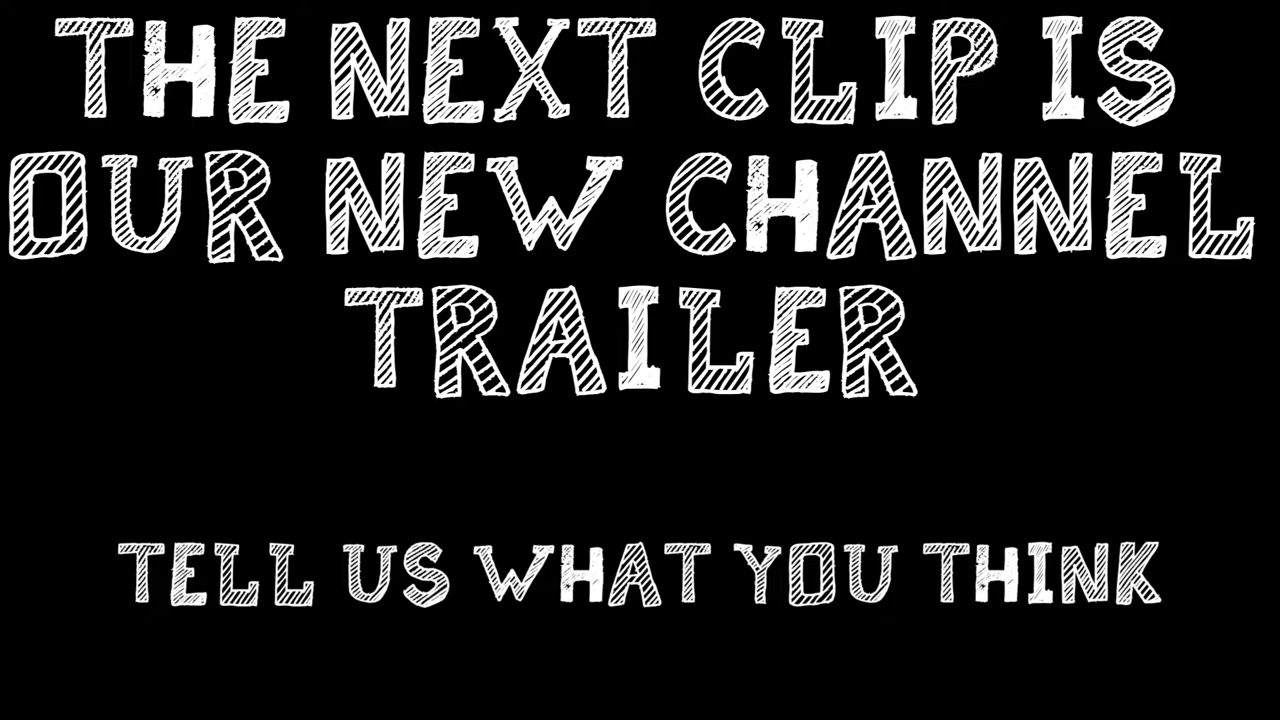 THE NEXT CLIP IS
OUR NEW CHANNEL
TRAILER
TELL US WHAT YOU THINK